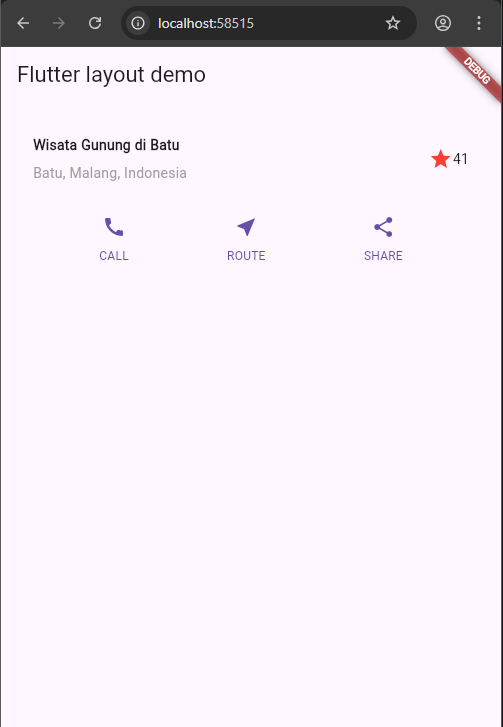 localhost:58515
Flutter layout demo
DEBUG
Wisata Gunung di Batu
Batu, Malang, Indonesia
41
CALL
ROUTE
SHARE